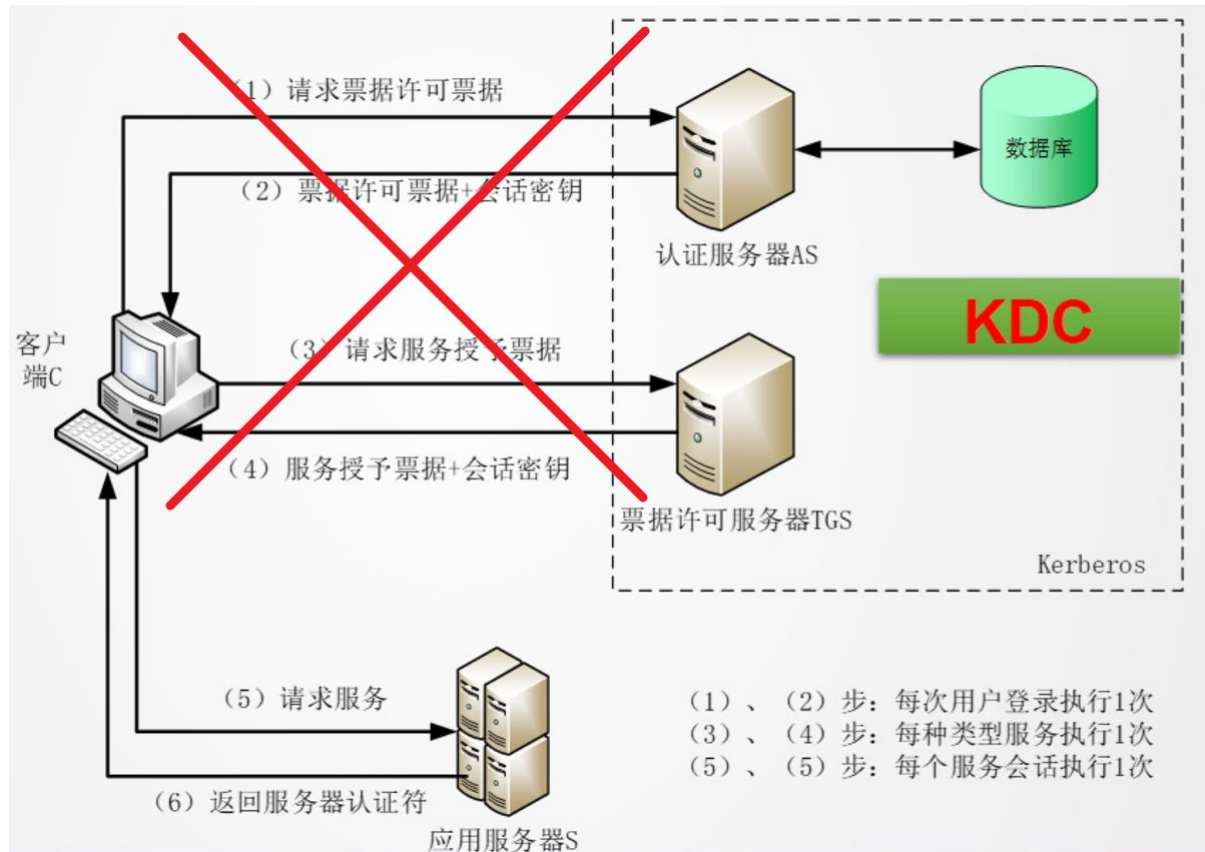 （1）请求票据许可票据
（2）票据许可票据+会话密钥
数据库
认证服务器AS
KDC
客户
端C
（3）请求服务授予票据
（4）服务授予票据+会话密钥
票据许可服务器TGS
Kerberos
（5）请求服务
（6）返回服务器认证符
应用服务器S
（1）、（2）步：每次用户登录执行1次
（3）、（4）步：每种类型服务执行1次
（5）、（5）步：每个服务会话执行1次